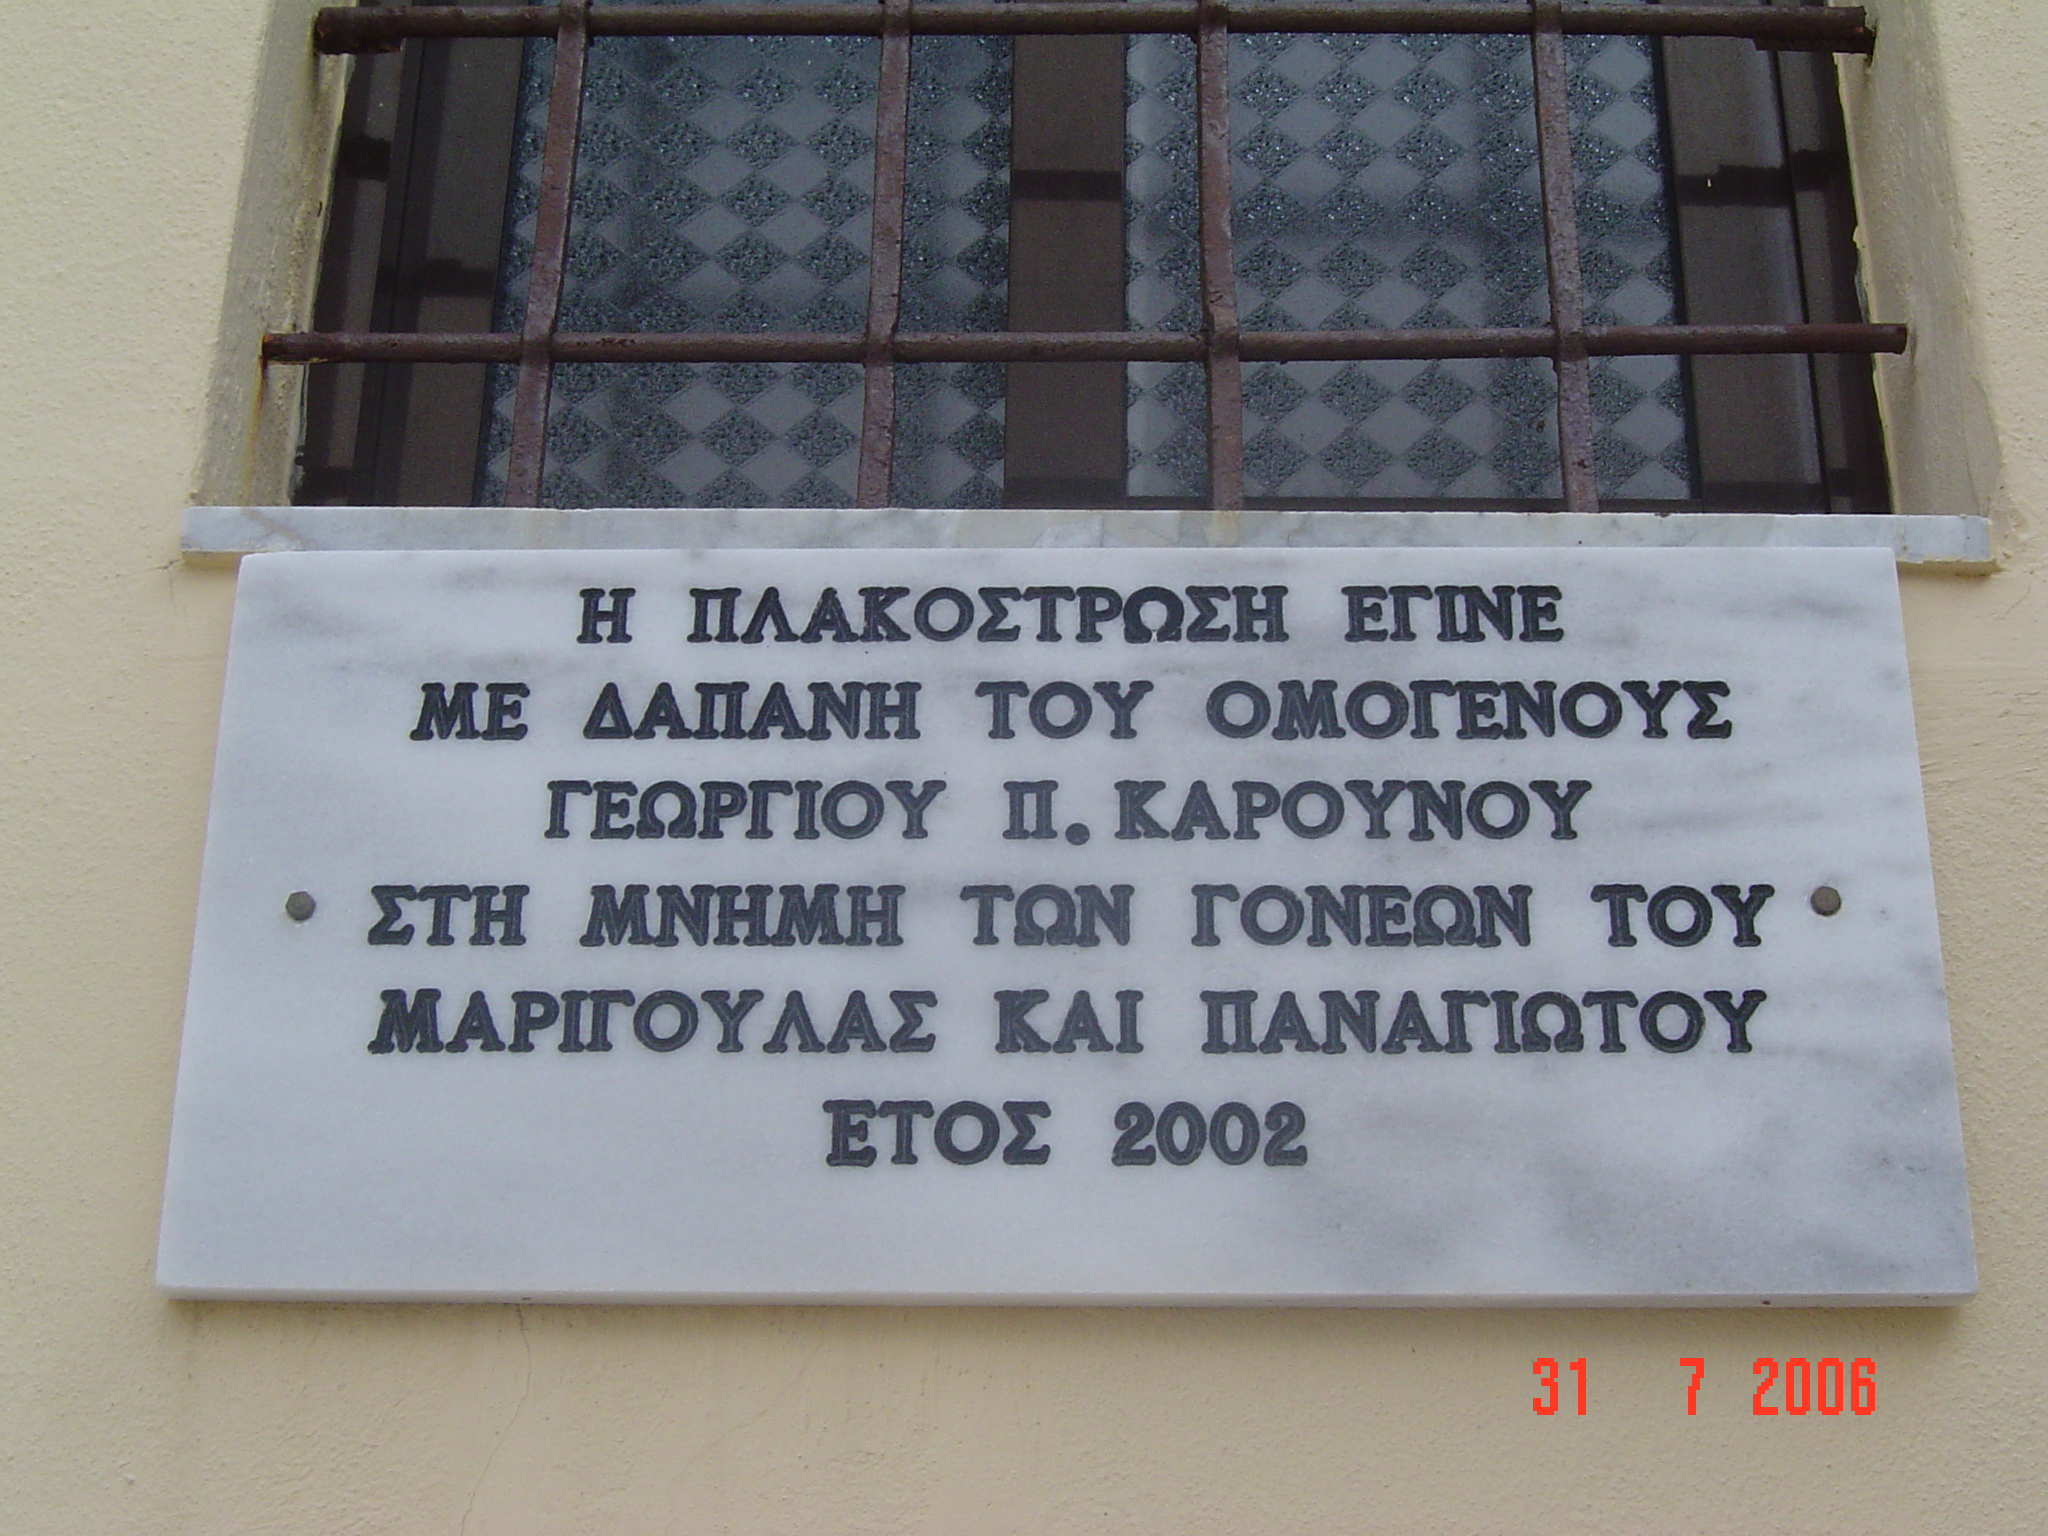 Η ΠΛΑΚΟΣΤΡΩΣΗ ΕΓΙΝΕ
ΜΕ ΔΑΠΑΝΗ ΤΟΥ ΟΜΟΓΕΝΟΥΣ
ΓΕΩΡΓΙΟΥ Π. ΚΑΡΟΥΝΟΥ
ΣΤΗ ΜΝΗΜΗ ΤΩΝ ΓΟΝΕΩΝ ΤΟΥ
ΜΑΡΙΓΟΥΛΑΣ ΚΑΙ ΠΑΝΑΓΙΩΤΟΥ
ΕΤΟΣ 2002
31 7 2006